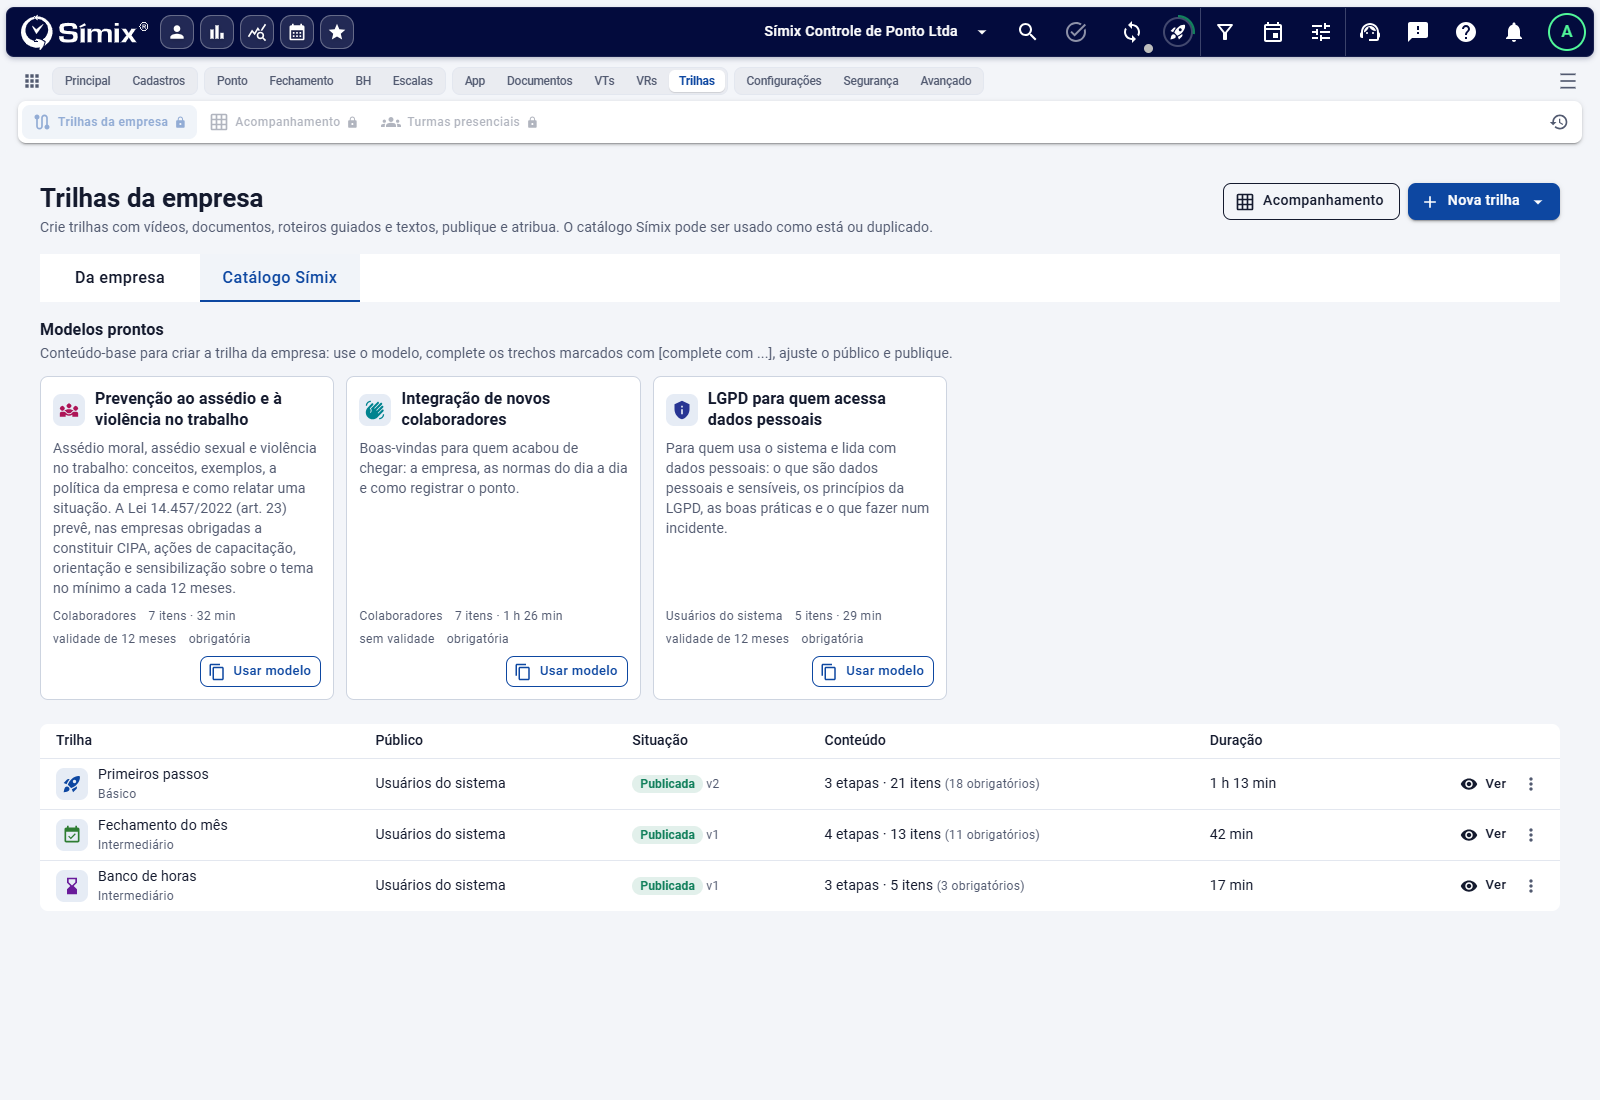 Símix®
Símix Controle de Ponto Ltda
A
Principal
Cadastros
Ponto
Fechamento
BH
Escalas
App
Documentos
VTs
VRs
Trilhas
Configurações
Segurança
Avançado
Trilhas da empresa
Acompanhamento
Turmas presenciais
Trilhas da empresa
Crie trilhas com vídeos, documentos, roteiros guiados e textos, publique e atribua. O catálogo Símix pode ser usado como está ou duplicado.
Acompanhamento
Nova trilha
Da empresa
Catálogo Símix
Modelos prontos
Conteúdo-base para criar a trilha da empresa: use o modelo, complete os trechos marcados com [complete com ...], ajuste o público e publique.
Prevenção ao assédio e à
violência no trabalho
Assédio moral, assédio sexual e violência
no trabalho: conceitos, exemplos, a
política da empresa e como relatar uma
situação. A Lei 14.457/2022 (art. 23)
prevê, nas empresas obrigadas a
constituir CIPA, ações de capacitação,
orientação e sensibilização sobre o tema
no mínimo a cada 12 meses.
Colaboradores 7 itens · 32 min
validade de 12 meses obrigatória
Usar modelo
Integração de novos
colaboradores
Boas-vindas para quem acabou de
chegar: a empresa, as normas do dia a dia
e como registrar o ponto.
Colaboradores 7 itens · 1 h 26 min
sem validade obrigatória
Usar modelo
LGPD para quem acessa
dados pessoais
Para quem usa o sistema e lida com
dados pessoais: o que são dados
pessoais e sensíveis, os princípios da
LGPD, as boas práticas e o que fazer num
incidente.
Usuários do sistema 5 itens · 29 min
validade de 12 meses obrigatória
Usar modelo
Trilha Público Situação Conteúdo Duração
Primeiros passos
Básico
Usuários do sistema
Publicada v2
3 etapas · 21 itens (18 obrigatórios)
1 h 13 min
Ver
Fechamento do mês
Intermediário
Usuários do sistema
Publicada v1
4 etapas · 13 itens (11 obrigatórios)
42 min
Ver
Banco de horas
Intermediário
Usuários do sistema
Publicada v1
3 etapas · 5 itens (3 obrigatórios)
17 min
Ver